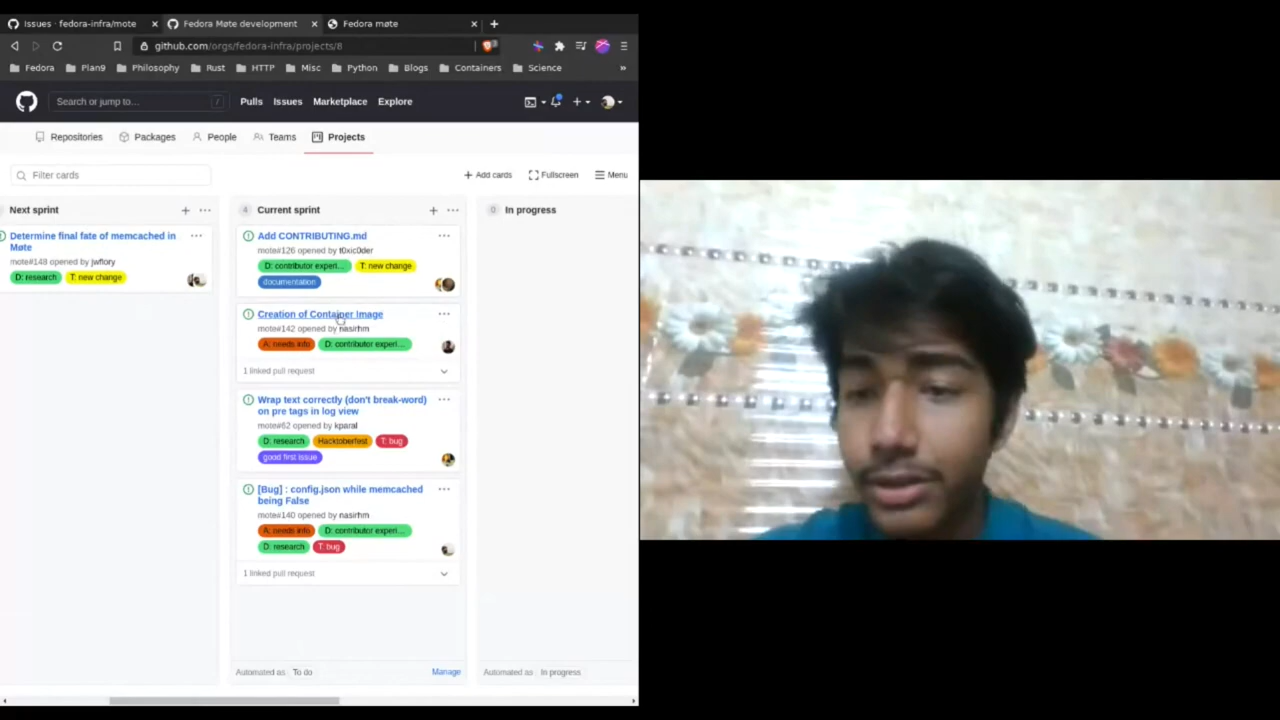 Issues · fedora-infra/mote
Fedora Møte development
Fedora møte
github.com/orgs/fedora-infra/projects/8
Fedora
Plan9
Philosophy
Rust
HTTP
Misc
Python
Blogs
Containers
Science
»
Search or jump to…
/
Pulls
Issues
Marketplace
Explore
Repositories
Packages
People
Teams
Projects
Filter cards
+ Add cards
Fullscreen
Menu
Next sprint
Determine final fate of memcached in
Møte
mote#148 opened by jwflory
D: research
T: new change
4
Current sprint
Add CONTRIBUTING.md
mote#126 opened by t0xic0der
D: contributor experi...
T: new change
documentation
Creation of Container Image
mote#142 opened by nasirhm
A: needs info
D: contributor experi...
1 linked pull request
Wrap text correctly (don't break-word)
on pre tags in log view
mote#62 opened by kparal
D: research
Hacktoberfest
T: bug
good first issue
[Bug] : config.json while memcached
being False
mote#140 opened by nasirhm
A: needs info
D: contributor experi...
D: research
T: bug
1 linked pull request
Automated as To do
Manage
0
In progress
Automated as In progress